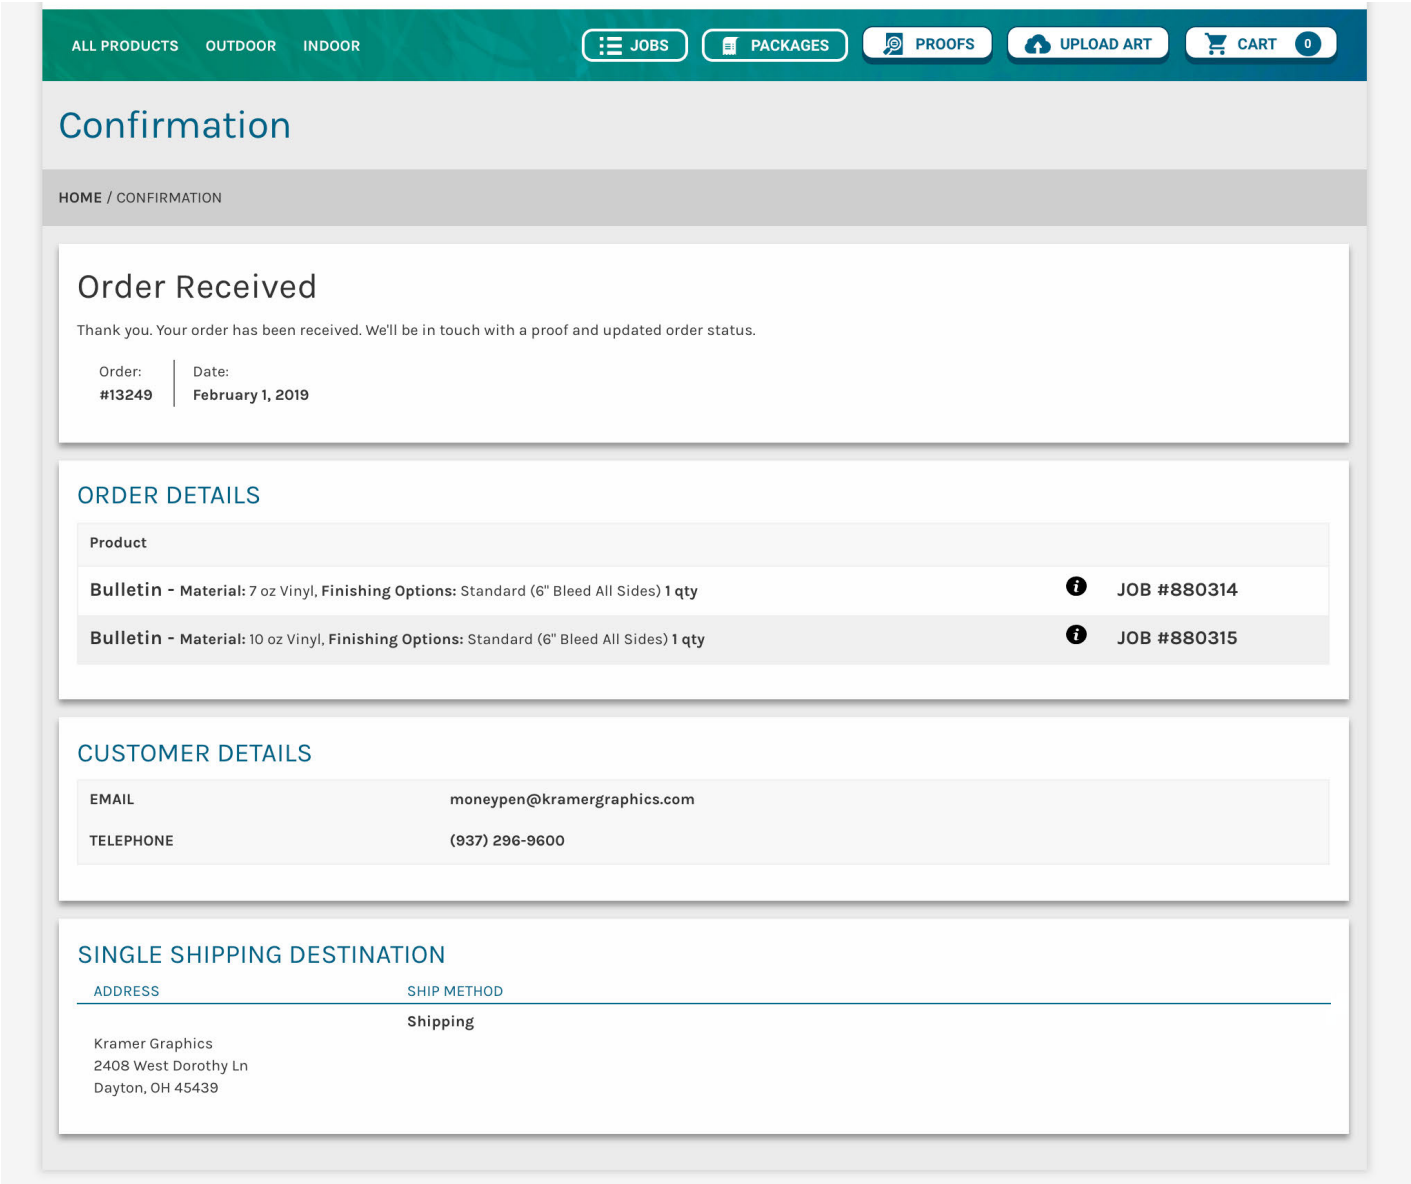 ALL PRODUCTS OUTDOOR INDOOR JOBS PACKAGES PROOFS UPLOAD ART CART 0
Confirmation
HOME / CONFIRMATION
Order Received
Thank you. Your order has been received. We'll be in touch with a proof and updated order status.
Order: Date:
#13249 February 1, 2019
ORDER DETAILS
Product
Bulletin - Material: 7 oz Vinyl, Finishing Options: Standard (6" Bleed All Sides) 1 qty i JOB #880314
Bulletin - Material: 10 oz Vinyl, Finishing Options: Standard (6" Bleed All Sides) 1 qty i JOB #880315
CUSTOMER DETAILS
EMAIL moneypen@kramergraphics.com
TELEPHONE (937) 296-9600
SINGLE SHIPPING DESTINATION
ADDRESS SHIP METHOD
Shipping
Kramer Graphics
2408 West Dorothy Ln
Dayton, OH 45439